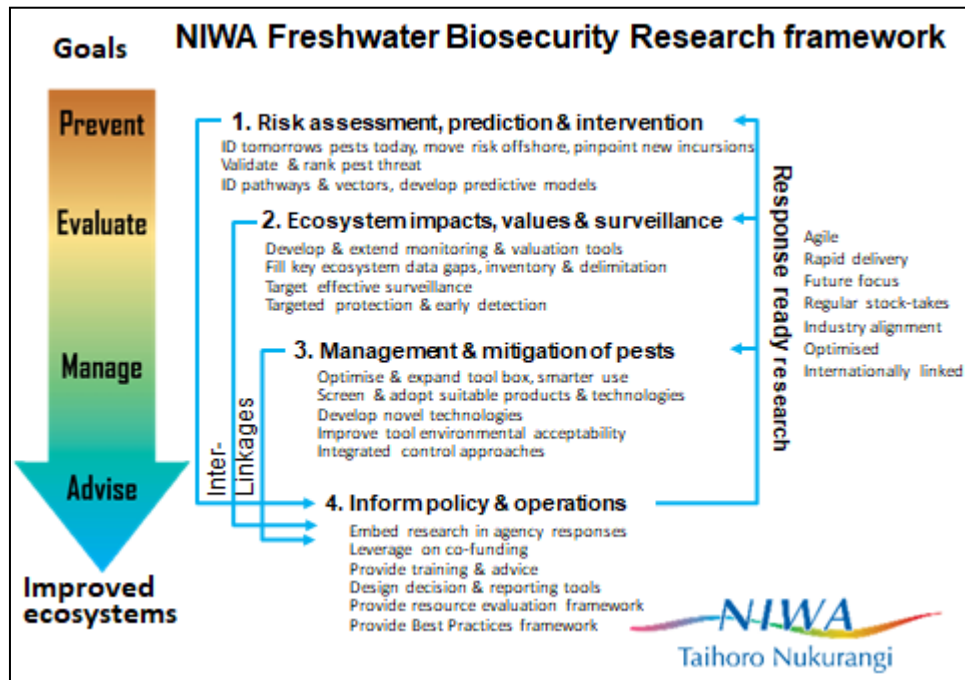 Goals
NIWA Freshwater Biosecurity Research framework
Prevent
Evaluate
Manage
Advise
Improved
ecosystems
1. Risk assessment, prediction & intervention
ID tomorrows pests today, move risk offshore, pinpoint new incursions
Validate & rank pest threat
ID pathways & vectors, develop predictive models
2. Ecosystem impacts, values & surveillance
Develop & extend monitoring & valuation tools
Fill key ecosystem data gaps, inventory & delimitation
Target effective surveillance
Targeted protection & early detection
3. Management & mitigation of pests
Optimise & expand tool box, smarter use
Screen & adopt suitable products & technologies
Develop novel technologies
Improve tool environmental acceptability
Integrated control approaches
Inter-
Linkages
4. Inform policy & operations
Embed research in agency responses
Leverage on co-funding
Provide training & advice
Design decision & reporting tools
Provide resource evaluation framework
Provide Best Practices framework
Response ready research
Agile
Rapid delivery
Future focus
Regular stock-takes
Industry alignment
Optimised
Internationally linked
NIWA
Taihoro Nukurangi